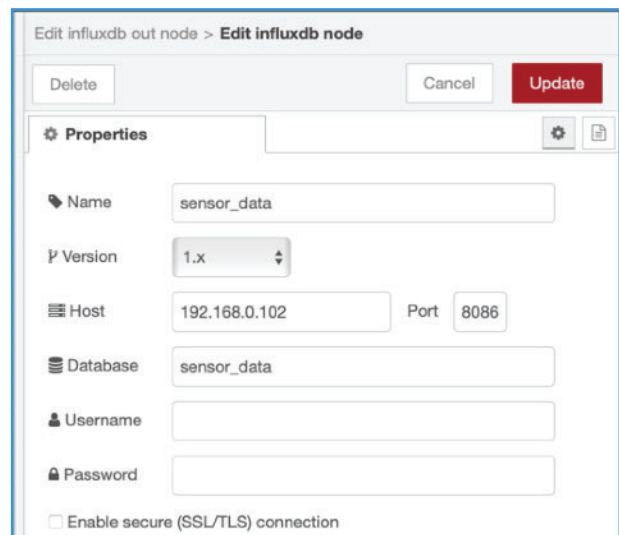 Edit influxdb out node > Edit influxdb node
Delete Cancel Update
Properties
Name sensor_data
Version 1.x
Host 192.168.0.102 Port 8086
Database sensor_data
Username
Password
Enable secure (SSL/TLS) connection